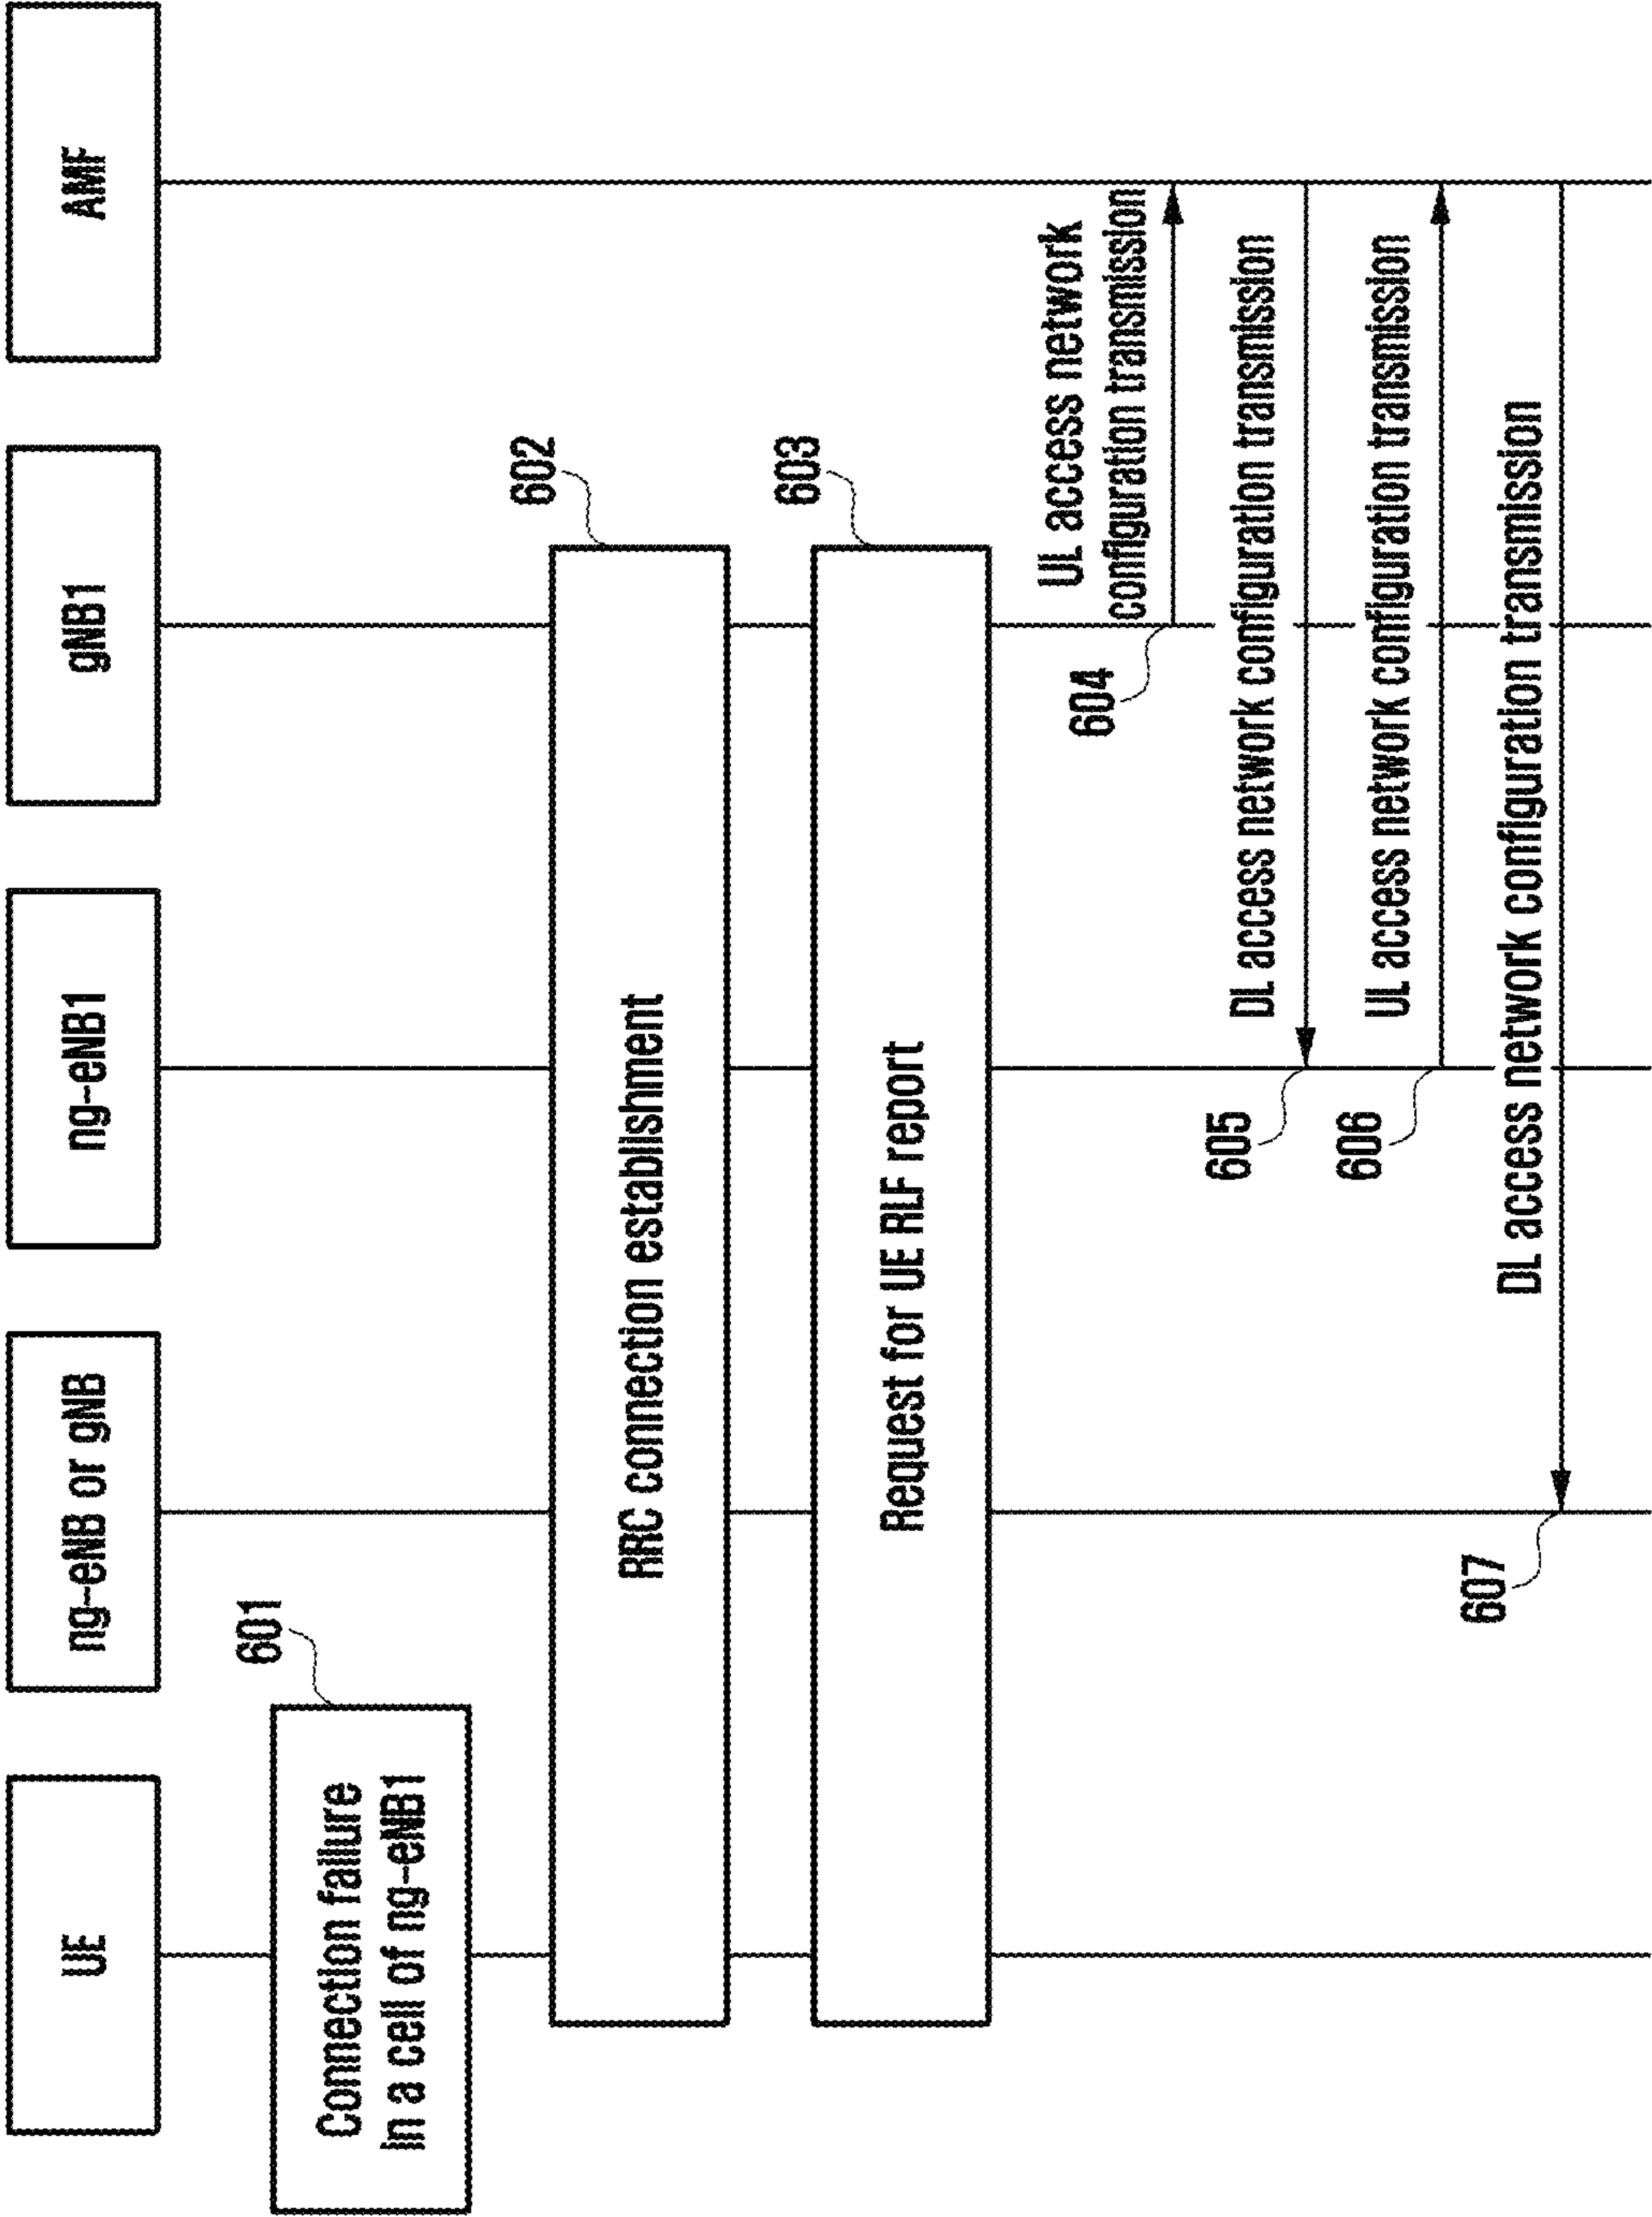 UE
ng-eNB or gNB
ng-eNB1
gNB1
AMF
601
Connection failure
in a cell of ng-eNB1
602
RRC connection establishment
603
Request for UE RLF report
UL access network
configuration transmission
604
DL access network configuration transmission
605
UL access network configuration transmission
606
DL access network configuration transmission
607